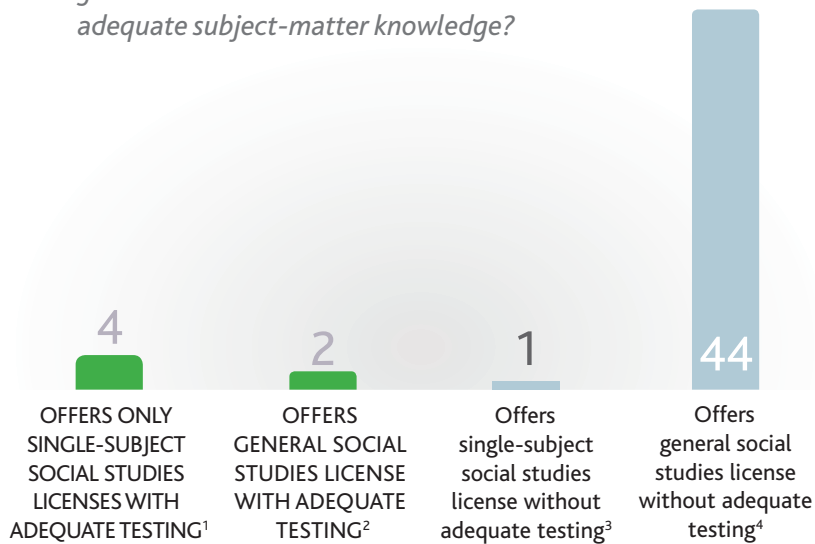 adequate subject-matter knowledge?
4
2
1
44
OFFERS ONLY
SINGLE-SUBJECT
SOCIAL STUDIES
LICENSES WITH
ADEQUATE TESTING¹
OFFERS
GENERAL SOCIAL
STUDIES LICENSE
WITH ADEQUATE
TESTING²
Offers
single-subject
social studies
license without
adequate testing³
Offers
general social
studies license
without adequate
testing⁴